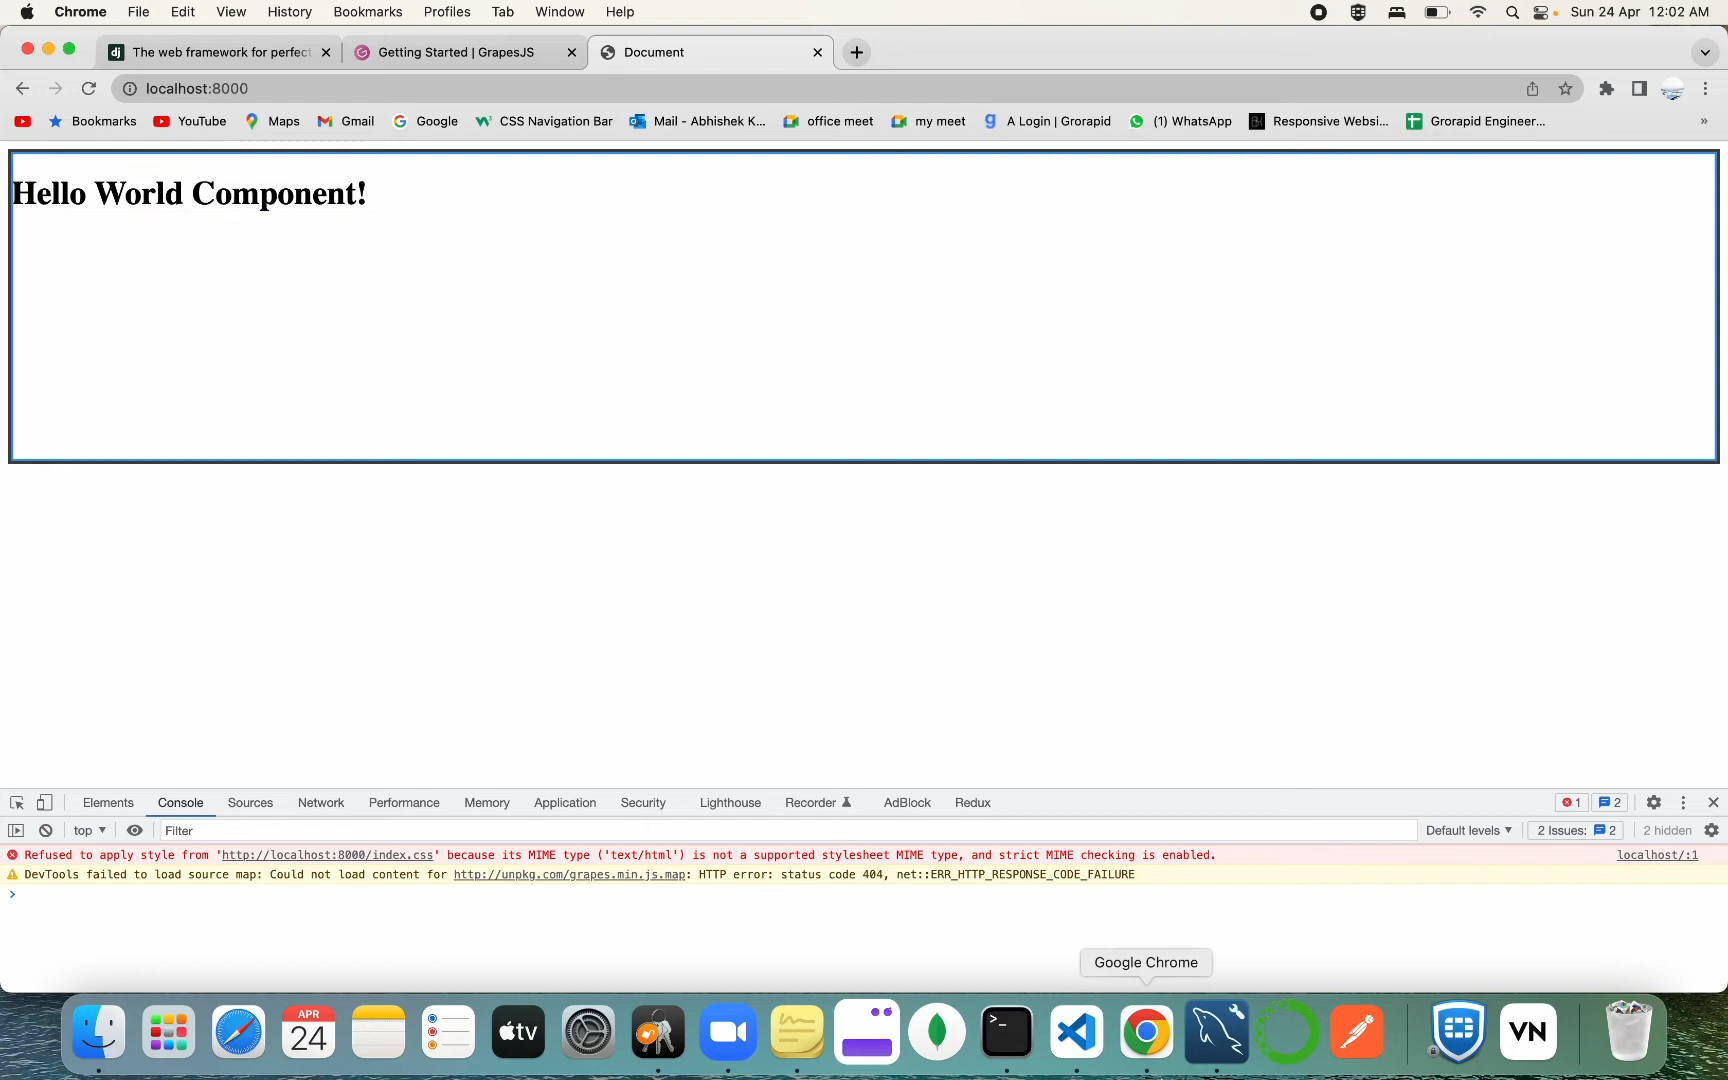 Chrome File Edit View History Bookmarks Profiles Tab Window Help Sun 24 Apr 12:02 AM
dj The web framework for perfect Getting Started | GrapesJS Document
localhost:8000
Bookmarks YouTube Maps Gmail Google CSS Navigation Bar Mail - Abhishek K... office meet my meet A Login | Grorapid (1) WhatsApp Responsive Websi... Grorapid Engineer... »
Hello World Component!
Elements Console Sources Network Performance Memory Application Security Lighthouse Recorder AdBlock Redux 1 2
top Filter Default levels 2 Issues: 2 2 hidden
Refused to apply style from 'http://localhost:8000/index.css' because its MIME type ('text/html') is not a supported stylesheet MIME type, and strict MIME checking is enabled. localhost/:1
DevTools failed to load source map: Could not load content for http://unpkg.com/grapes.min.js.map: HTTP error: status code 404, net::ERR_HTTP_RESPONSE_CODE_FAILURE
>
Google Chrome
APR
24
tv
>_
VN